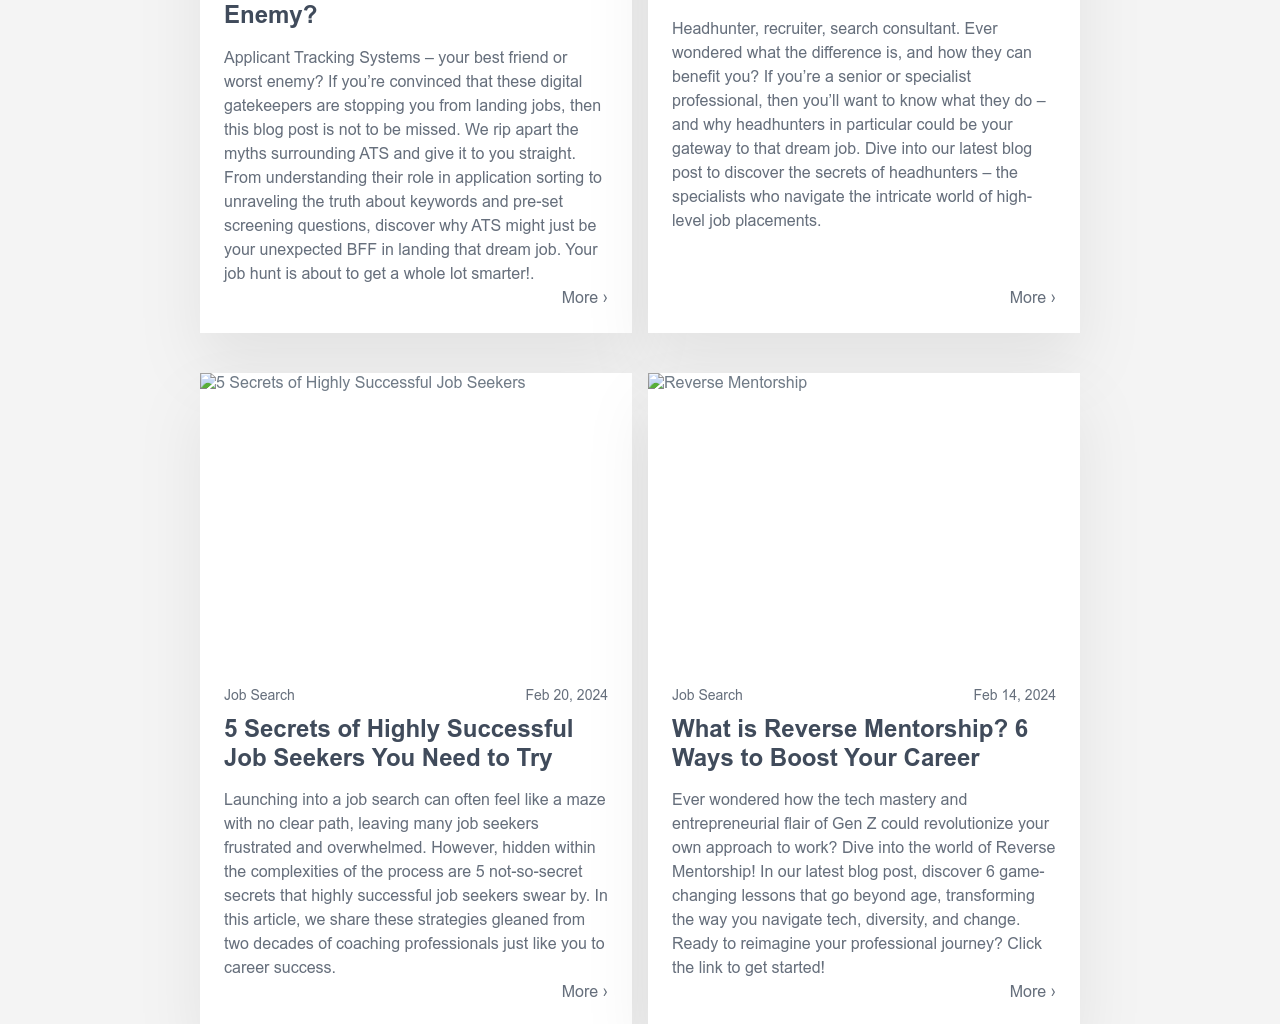 Enemy?
Applicant Tracking Systems – your best friend or
worst enemy? If you’re convinced that these digital
gatekeepers are stopping you from landing jobs, then
this blog post is not to be missed. We rip apart the
myths surrounding ATS and give it to you straight.
From understanding their role in application sorting to
unraveling the truth about keywords and pre-set
screening questions, discover why ATS might just be
your unexpected BFF in landing that dream job. Your
job hunt is about to get a whole lot smarter!.
More ›
Headhunter, recruiter, search consultant. Ever
wondered what the difference is, and how they can
benefit you? If you’re a senior or specialist
professional, then you’ll want to know what they do –
and why headhunters in particular could be your
gateway to that dream job. Dive into our latest blog
post to discover the secrets of headhunters – the
specialists who navigate the intricate world of high-
level job placements.
More ›
5 Secrets of Highly Successful Job Seekers
Job Search
Feb 20, 2024
5 Secrets of Highly Successful
Job Seekers You Need to Try
Launching into a job search can often feel like a maze
with no clear path, leaving many job seekers
frustrated and overwhelmed. However, hidden within
the complexities of the process are 5 not-so-secret
secrets that highly successful job seekers swear by. In
this article, we share these strategies gleaned from
two decades of coaching professionals just like you to
career success.
More ›
Reverse Mentorship
Job Search
Feb 14, 2024
What is Reverse Mentorship? 6
Ways to Boost Your Career
Ever wondered how the tech mastery and
entrepreneurial flair of Gen Z could revolutionize your
own approach to work? Dive into the world of Reverse
Mentorship! In our latest blog post, discover 6 game-
changing lessons that go beyond age, transforming
the way you navigate tech, diversity, and change.
Ready to reimagine your professional journey? Click
the link to get started!
More ›